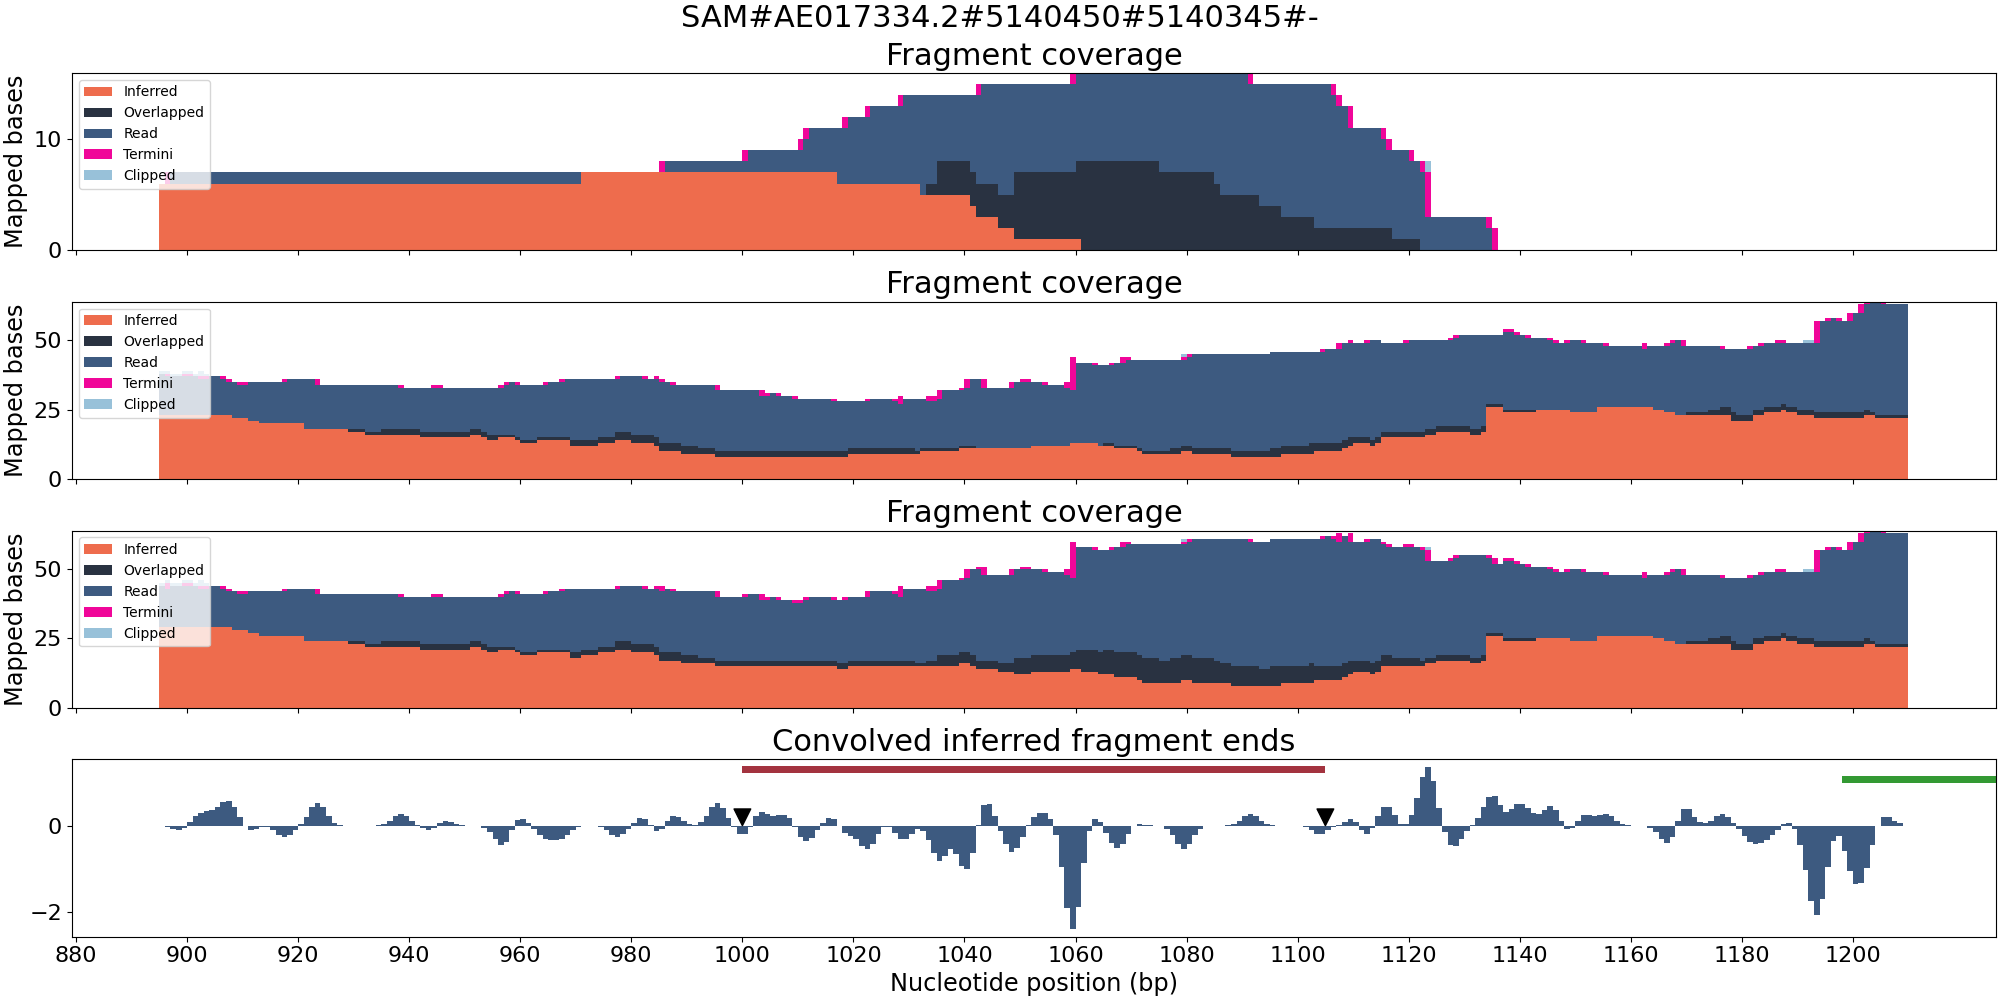 SAM#AE017334.2#5140450#5140345#-
Fragment coverage
Mapped bases
10
0
Inferred
Overlapped
Read
Termini
Clipped
Fragment coverage
Mapped bases
50
25
0
Inferred
Overlapped
Read
Termini
Clipped
Fragment coverage
Mapped bases
50
25
0
Inferred
Overlapped
Read
Termini
Clipped
Convolved inferred fragment ends
0
−2
880 900 920 940 960 980 1000 1020 1040 1060 1080 1100 1120 1140 1160 1180 1200
Nucleotide position (bp)